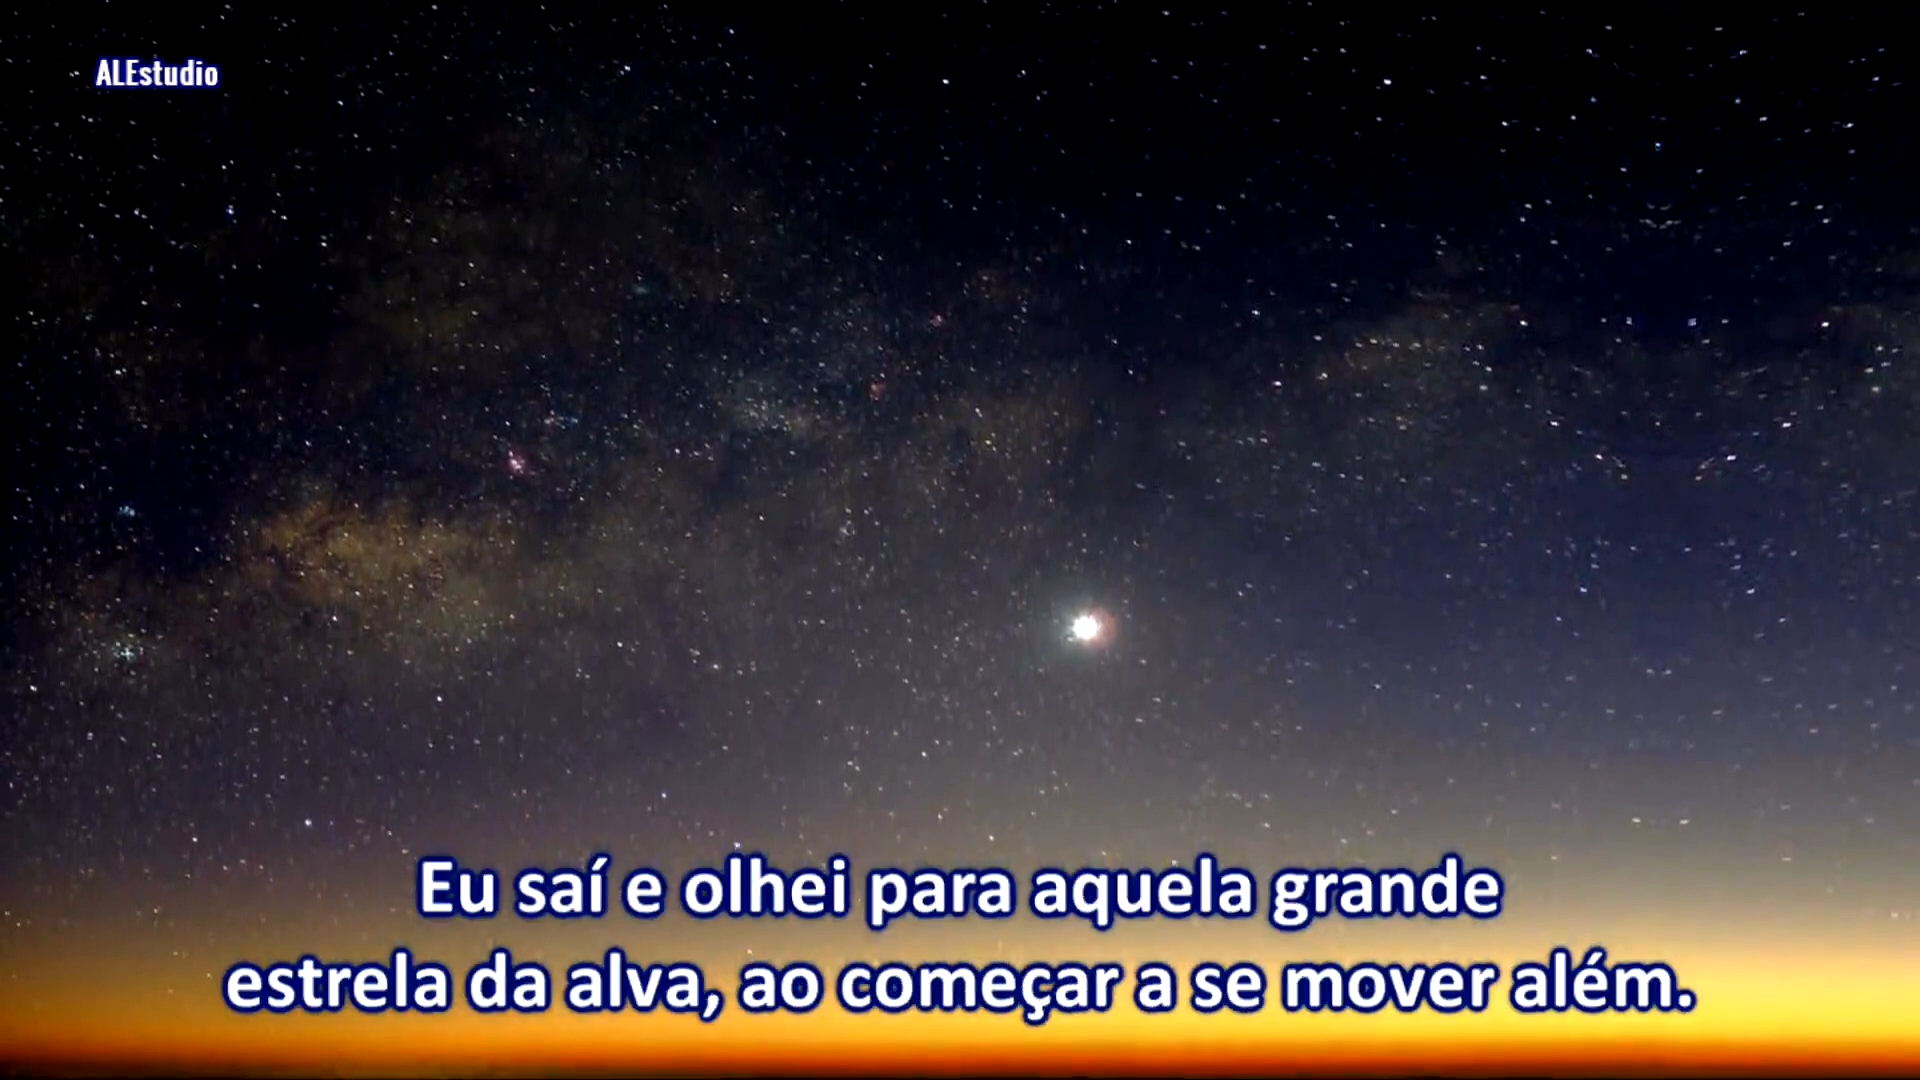 ALEstudio
Eu saí e olhei para aquela grande
estrela da alva, ao começar a se mover além.